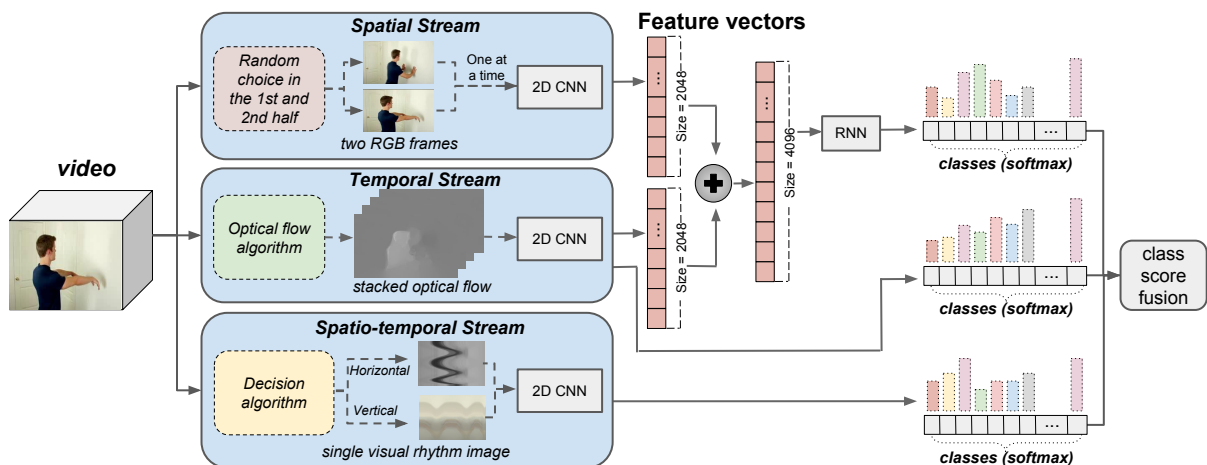 video
Spatial Stream
Random
choice in
the 1st and
2nd half
One at
a time
2D CNN
two RGB frames
Temporal Stream
Optical flow
algorithm
2D CNN
stacked optical flow
Spatio-temporal Stream
Decision
algorithm
Horizontal
Vertical
2D CNN
single visual rhythm image
Feature vectors
...
Size = 2048
...
Size = 2048
...
Size = 4096
RNN
...
classes (softmax)
...
classes (softmax)
...
classes (softmax)
class
score
fusion